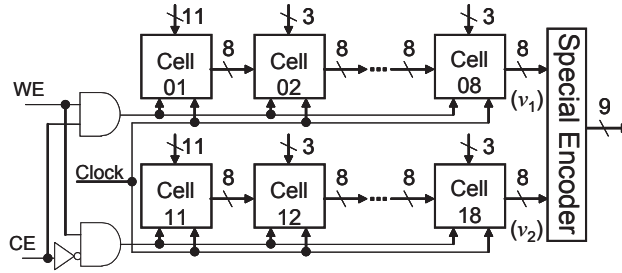 11 3 3
8 8 8 8
Cell 01 Cell 02 Cell 08
WE
(v1)
Special Encoder
9
11 3 3
Clock
8 8 8 8
Cell 11 Cell 12 Cell 18
CE
(v2)